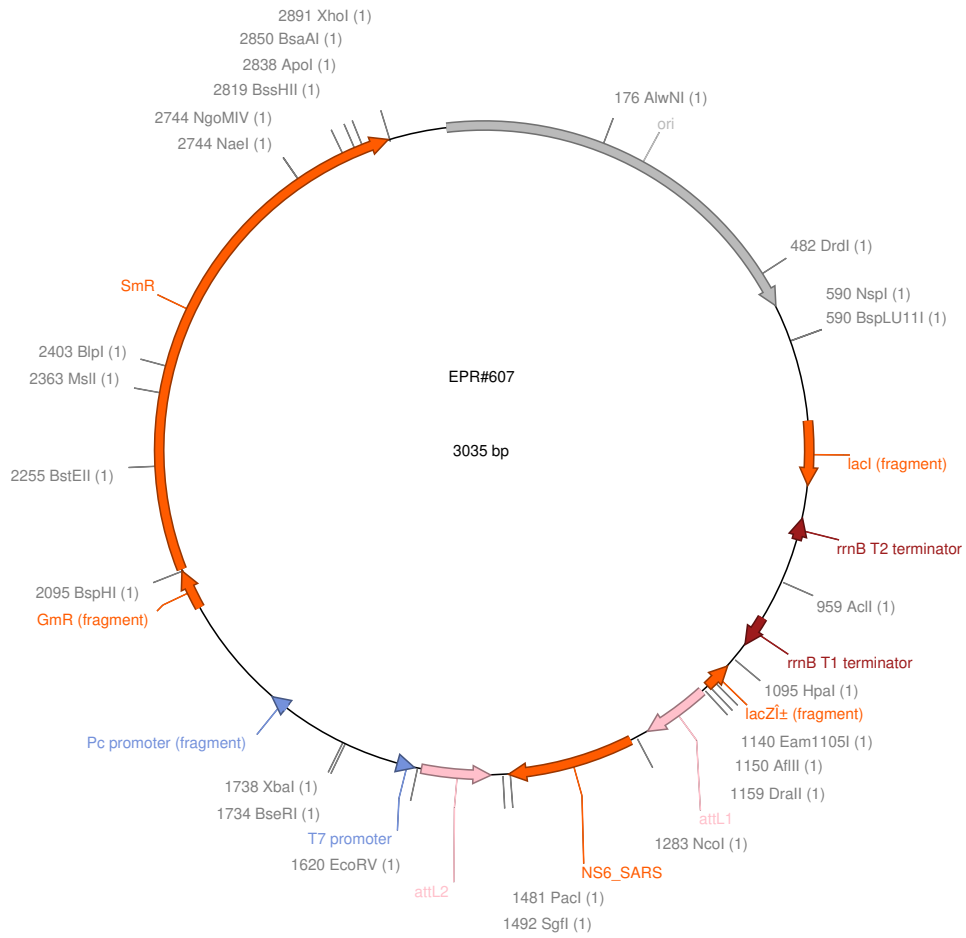 2891 XhoI (1)
2850 BsaAI (1)
2838 ApoI (1)
2819 BssHII (1)
2744 NgoMIV (1)
2744 NaeI (1)
176 AlwNI (1)
ori
482 DrdI (1)
590 NspI (1)
590 BspLU11I (1)
SmR
2403 BlpI (1)
2363 MslI (1)
2255 BstEII (1)
EPR#607
3035 bp
lacI (fragment)
rrnB T2 terminator
959 AclI (1)
rrnB T1 terminator
1095 HpaI (1)
lacZÎ± (fragment)
1140 Eam1105I (1)
1150 AflII (1)
1159 DraII (1)
attL1
1283 NcoI (1)
NS6_SARS
1481 PacI (1)
1492 SgfI (1)
attL2
1620 EcoRV (1)
T7 promoter
1734 BseRI (1)
1738 XbaI (1)
Pc promoter (fragment)
GmR (fragment)
2095 BspHI (1)